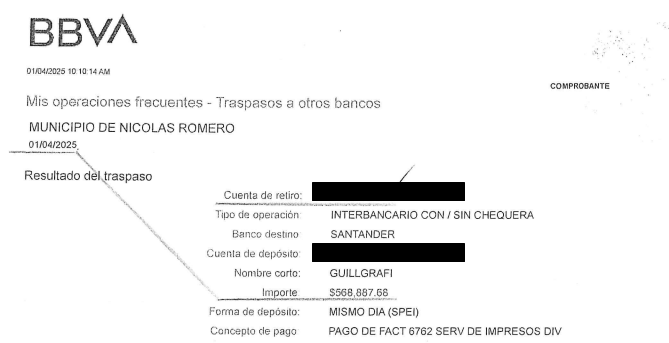 BBVA
01/04/2025 10:10:14 AM
COMPROBANTE
Mis operaciones frecuentes - Traspasos a otros bancos
MUNICIPIO DE NICOLAS ROMERO
01/04/2025
Resultado del traspaso
Cuenta de retiro:
Tipo de operación: INTERBANCARIO CON / SIN CHEQUERA
Banco destino SANTANDER
Cuenta de depósito:
Nombre corto: GUILLGRAFI
Importe $568,887.68
Forma de depósito: MISMO DIA (SPEI)
Concepto de pago PAGO DE FACT 6762 SERV DE IMPRESOS DIV